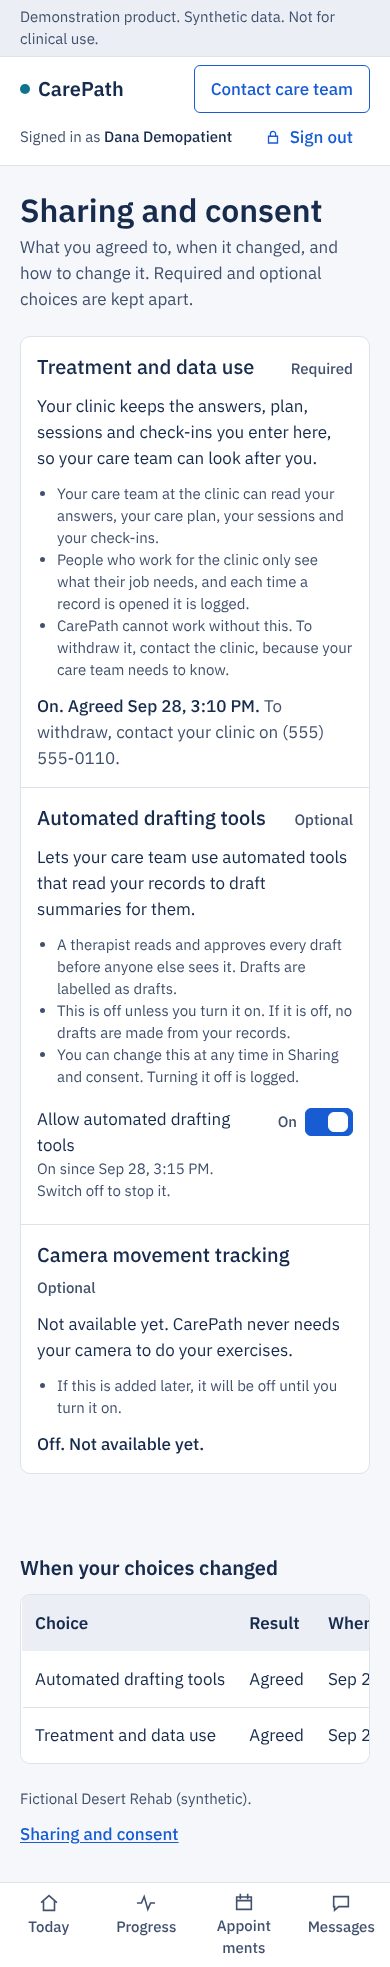 Demonstration product. Synthetic data. Not for
clinical use.
CarePath
Contact care team
Signed in as Dana Demopatient
Sign out
Sharing and consent
What you agreed to, when it changed, and
how to change it. Required and optional
choices are kept apart.
Treatment and data use Required
Your clinic keeps the answers, plan,
sessions and check-ins you enter here,
so your care team can look after you.
• Your care team at the clinic can read your
answers, your care plan, your sessions and
your check-ins.
• People who work for the clinic only see
what their job needs, and each time a
record is opened it is logged.
• CarePath cannot work without this. To
withdraw it, contact the clinic, because your
care team needs to know.
On. Agreed Sep 28, 3:10 PM. To
withdraw, contact your clinic on (555)
555-0110.
Automated drafting tools Optional
Lets your care team use automated tools
that read your records to draft
summaries for them.
• A therapist reads and approves every draft
before anyone else sees it. Drafts are
labelled as drafts.
• This is off unless you turn it on. If it is off, no
drafts are made from your records.
• You can change this at any time in Sharing
and consent. Turning it off is logged.
Allow automated drafting
tools
On
On since Sep 28, 3:15 PM.
Switch off to stop it.
Camera movement tracking
Optional
Not available yet. CarePath never needs
your camera to do your exercises.
• If this is added later, it will be off until you
turn it on.
Off. Not available yet.
When your choices changed
Choice Result When
Automated drafting tools Agreed Sep 2
Treatment and data use Agreed Sep 2
Fictional Desert Rehab (synthetic).
Sharing and consent
Today
Progress
Appoint
ments
Messages